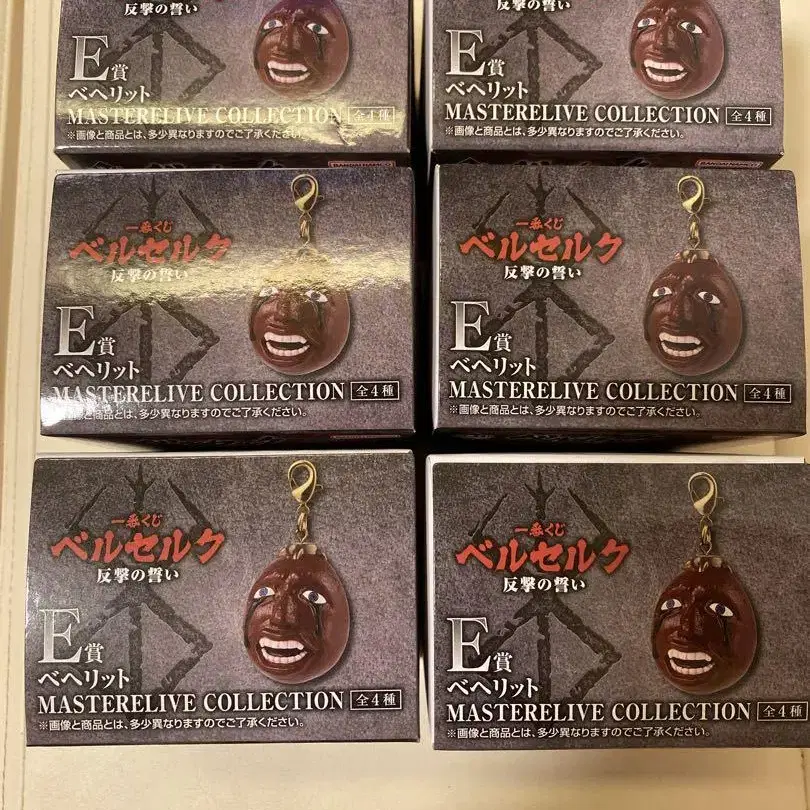 反撃の誓い
E賞
ベヘリット
MASTERELIVE COLLECTION 全4種
※画像と商品とは、多少異なりますのでご了承ください。
BANDAI NAMCO
反撃の誓い
E賞
ベヘリット
MASTERELIVE COLLECTION 全4種
※画像と商品とは、多少異なりますのでご了承ください。
BANDAI NAMCO
一番くじ
ベルセルク
反撃の誓い
E賞
ベヘリット
MASTERELIVE COLLECTION 全4種
※画像と商品とは、多少異なりますのでご了承ください。
一番くじ
ベルセルク
反撃の誓い
E賞
ベヘリット
MASTERELIVE COLLECTION 全4種
※画像と商品とは、多少異なりますのでご了承ください。
一番くじ
ベルセルク
反撃の誓い
E賞
ベヘリット
MASTERELIVE COLLECTION 全4種
※画像と商品とは、多少異なりますのでご了承ください。
一番くじ
ベルセルク
反撃の誓い
E賞
ベヘリット
MASTERELIVE COLLECTION 全4種
※画像と商品とは、多少異なりますのでご了承ください。